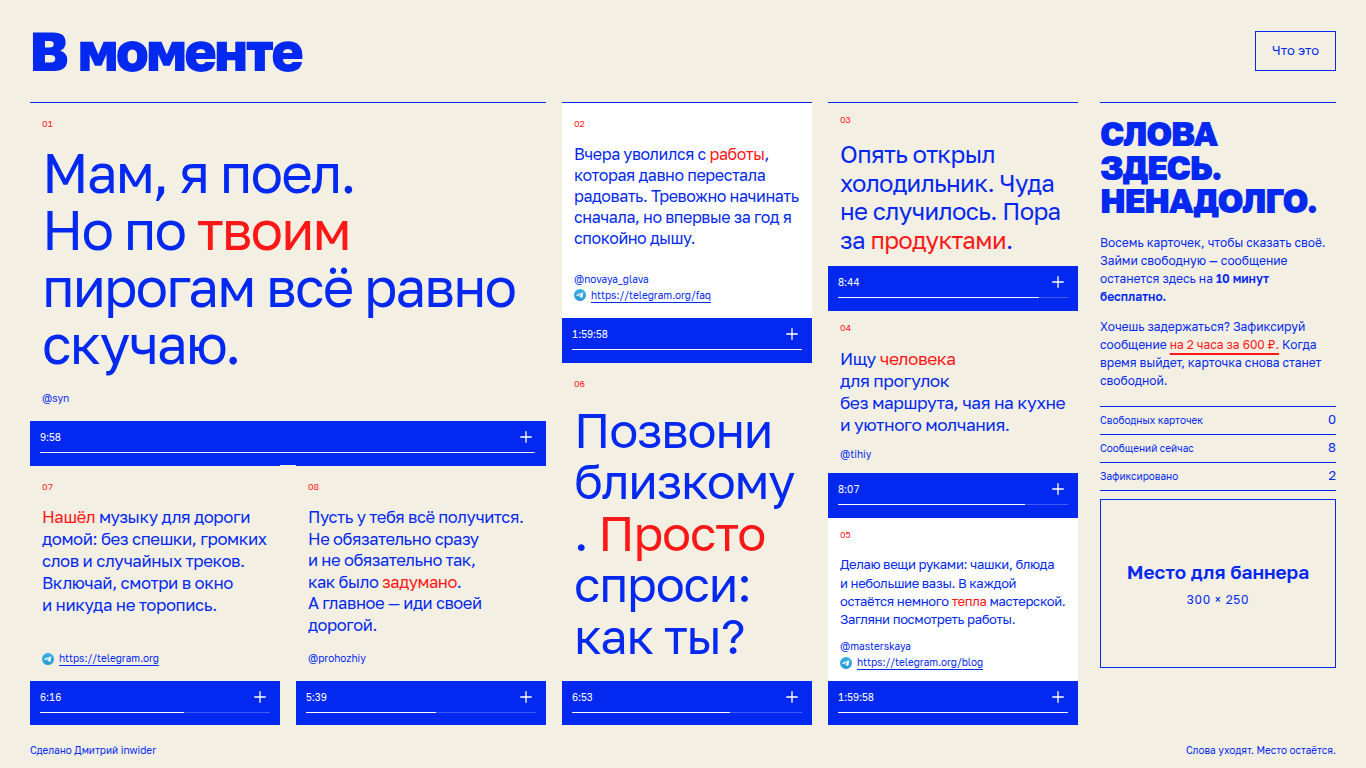 В моменте
Что это
01
Мам, я поел.
Но по твоим
пирогам всё равно
скучаю.
@syn
9:58
02
Вчера уволился с работы,
которая давно перестала
радовать. Тревожно начинать
сначала, но впервые за год я
спокойно дышу.
@novaya_glava
https://telegram.org/faq
1:59:58
03
Опять открыл
холодильник. Чуда
не случилось. Пора
за продуктами.
8:44
04
Ищу человека
для прогулок
без маршрута, чая на кухне
и уютного молчания.
@tihiy
8:07
05
Делаю вещи руками: чашки, блюда
и небольшие вазы. В каждой
остаётся немного тепла мастерской.
Загляни посмотреть работы.
@masterskaya
https://telegram.org/blog
1:59:58
06
Позвони
близкому
. Просто
спроси:
как ты?
6:53
07
Нашёл музыку для дороги
домой: без спешки, громких
слов и случайных треков.
Включай, смотри в окно
и никуда не торопись.
https://telegram.org
6:16
08
Пусть у тебя всё получится.
Не обязательно сразу
и не обязательно так,
как было задумано.
А главное — иди своей
дорогой.
@prohozhiy
5:39
СЛОВА
ЗДЕСЬ.
НЕНАДОЛГО.
Восемь карточек, чтобы сказать своё.
Займи свободную — сообщение
останется здесь на 10 минут
бесплатно.
Хочешь задержаться? Зафиксируй
сообщение на 2 часа за 600 ₽. Когда
время выйдет, карточка снова станет
свободной.
Свободных карточек 0
Сообщений сейчас 8
Зафиксировано 2
Место для баннера
300 × 250
Сделано Дмитрий inwider
Слова уходят. Место остаётся.